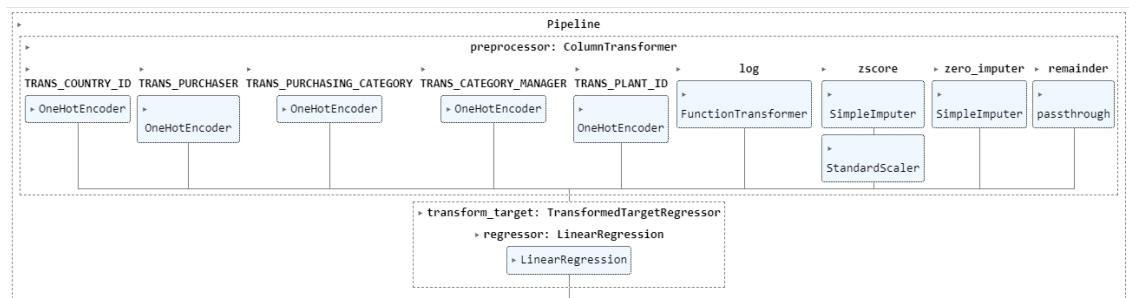 Pipeline
preprocessor: ColumnTransformer
log zscore zero_imputer remainder
TRANS_COUNTRY_ID TRANS_PURCHASER TRANS_PURCHASING_CATEGORY TRANS_CATEGORY_MANAGER TRANS_PLANT_ID
OneHotEncoder OneHotEncoder OneHotEncoder
OneHotEncoder OneHotEncoder FunctionTransformer SimpleImputer SimpleImputer passthrough
StandardScaler
transform_target: TransformedTargetRegressor
regressor: LinearRegression
LinearRegression